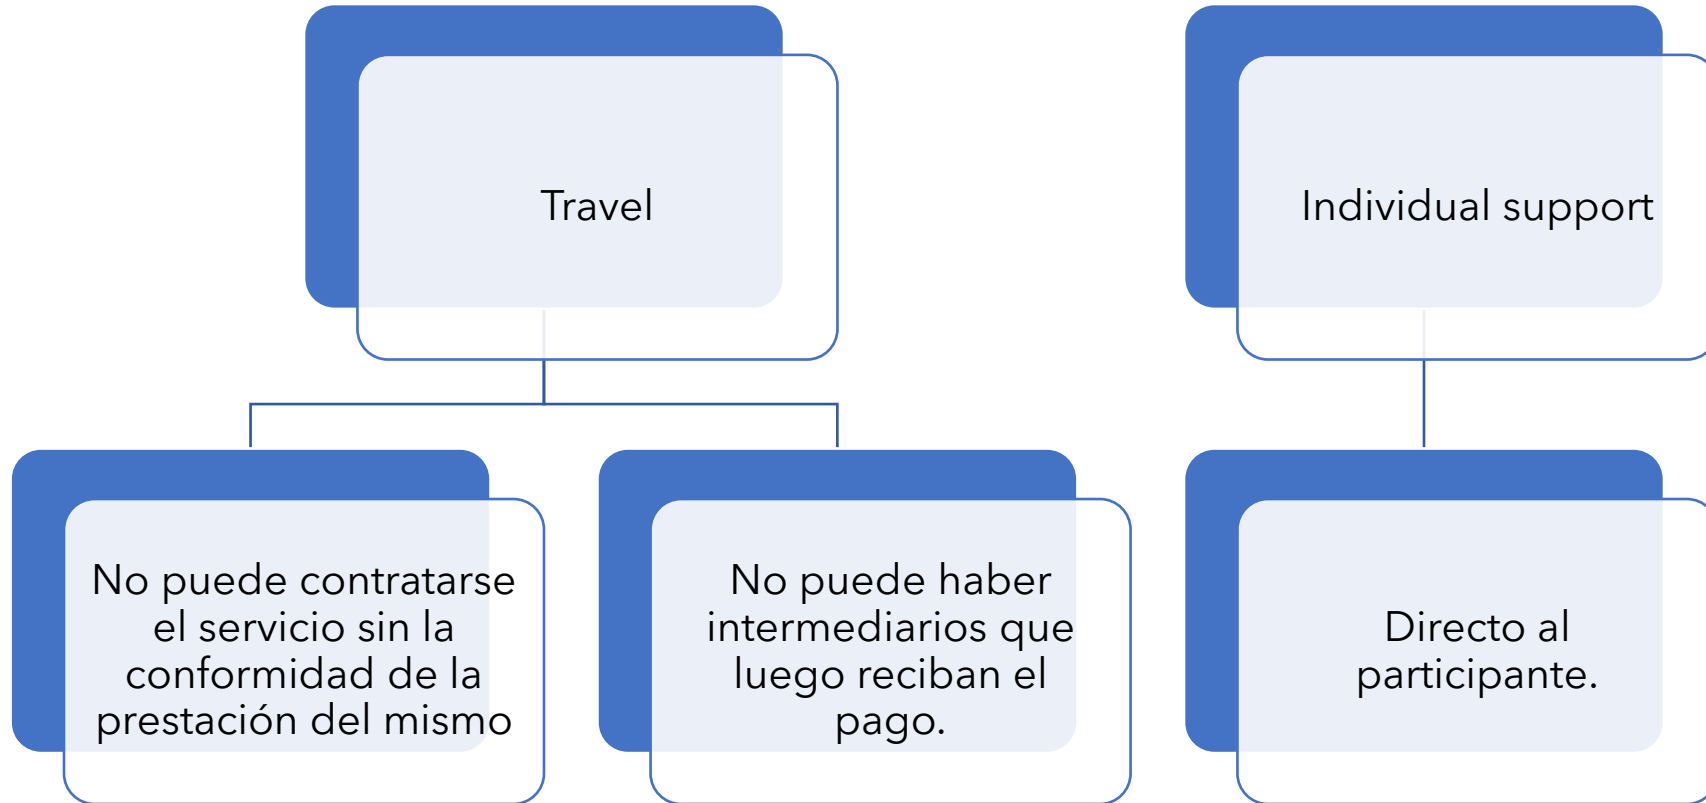 Travel
Individual support
No puede contratarse
el servicio sin la
conformidad de la
prestación del mismo
No puede haber
intermediarios que
luego reciban el
pago.
Directo al
participante.